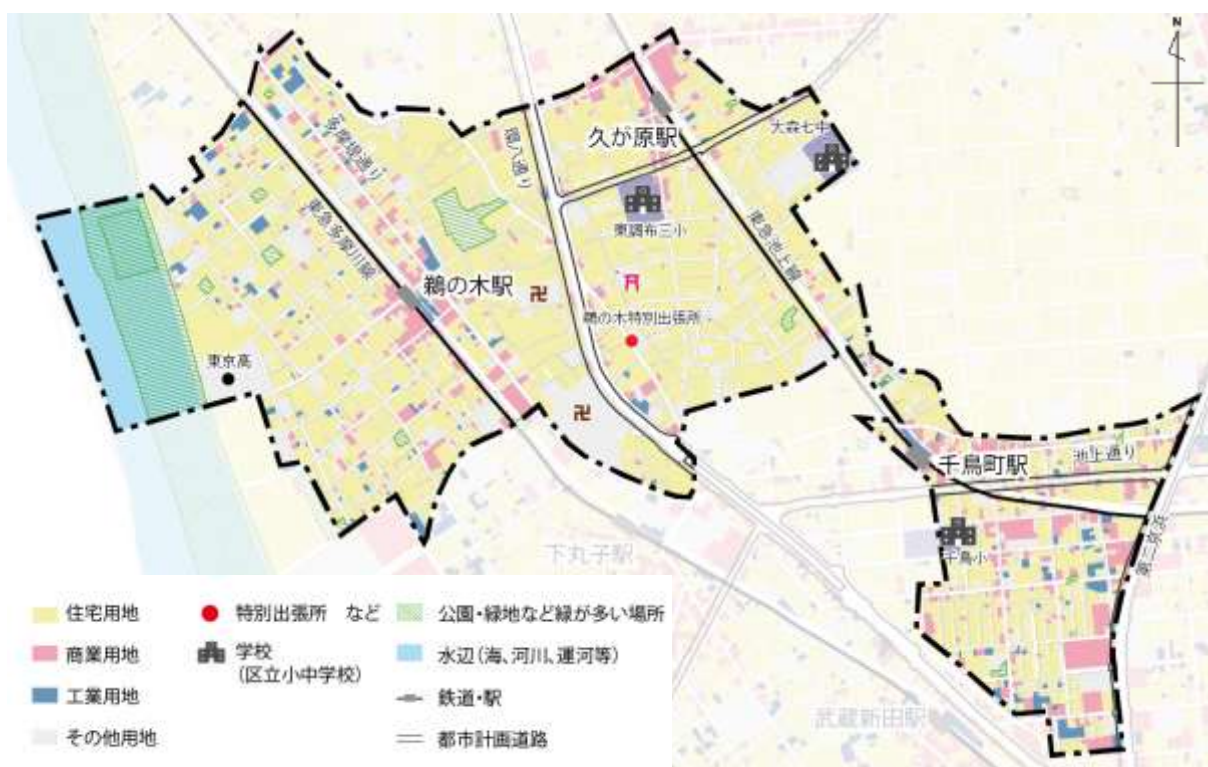 N
久が原駅
大森七中
多摩堤通り
環八通り
東調布三小
東急多摩川線
東急池上線
鵜の木駅
鵜の木特別出張所
東京高
千鳥町駅
池上通り
千鳥小
第二京浜
下丸子駅
武蔵新田駅
住宅用地
商業用地
工業用地
その他用地
特別出張所 など
学校
(区立小中学校)
公園・緑地など緑が多い場所
水辺(海、河川、運河等)
鉄道・駅
都市計画道路